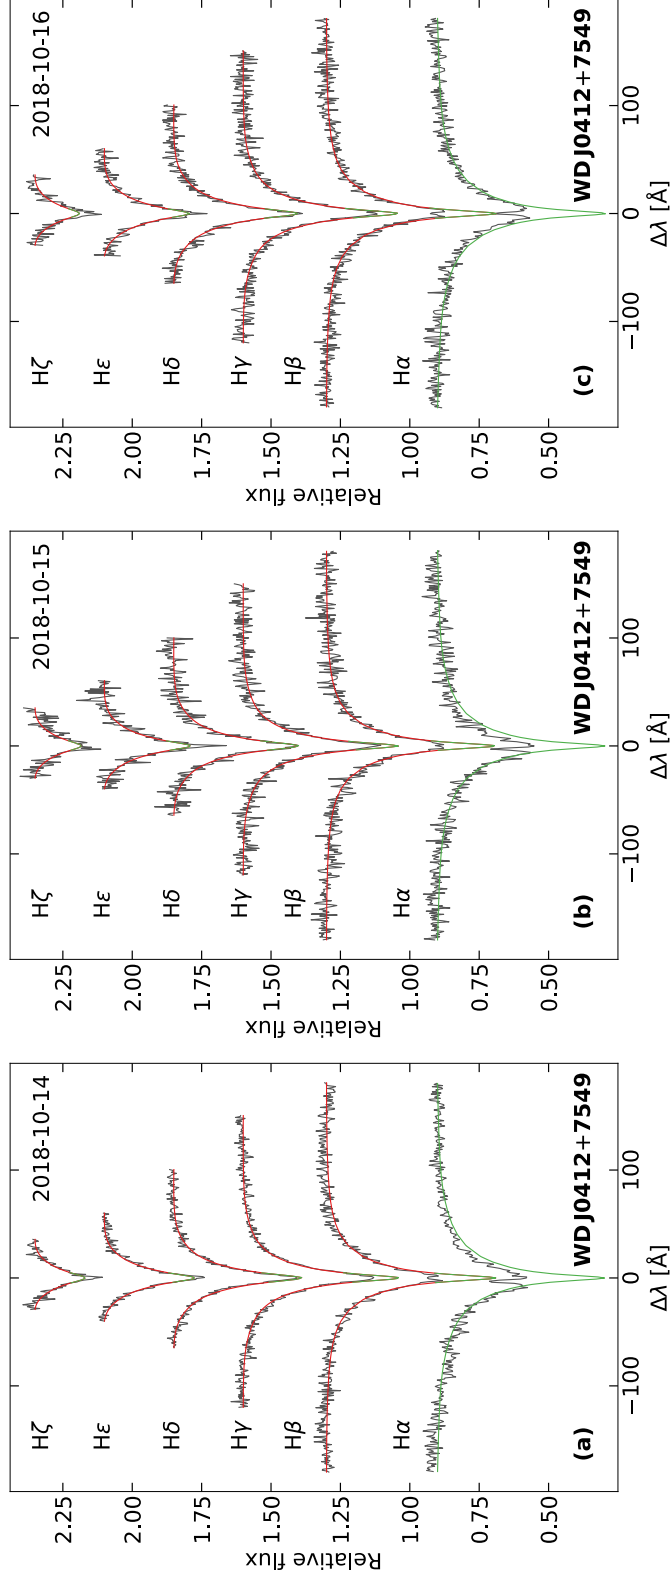 2018-10-14
Hζ
Hε
Hδ
Hγ
Hβ
Hα
(a)
WDJ0412+7549
2.25
2.00
1.75
1.50
1.25
1.00
0.75
0.50
Relative flux
−100
0
100
Δλ [Å]
2018-10-15
Hζ
Hε
Hδ
Hγ
Hβ
Hα
(b)
WDJ0412+7549
2.25
2.00
1.75
1.50
1.25
1.00
0.75
0.50
Relative flux
−100
0
100
Δλ [Å]
2018-10-16
Hζ
Hε
Hδ
Hγ
Hβ
Hα
(c)
WDJ0412+7549
2.25
2.00
1.75
1.50
1.25
1.00
0.75
0.50
Relative flux
−100
0
100
Δλ [Å]